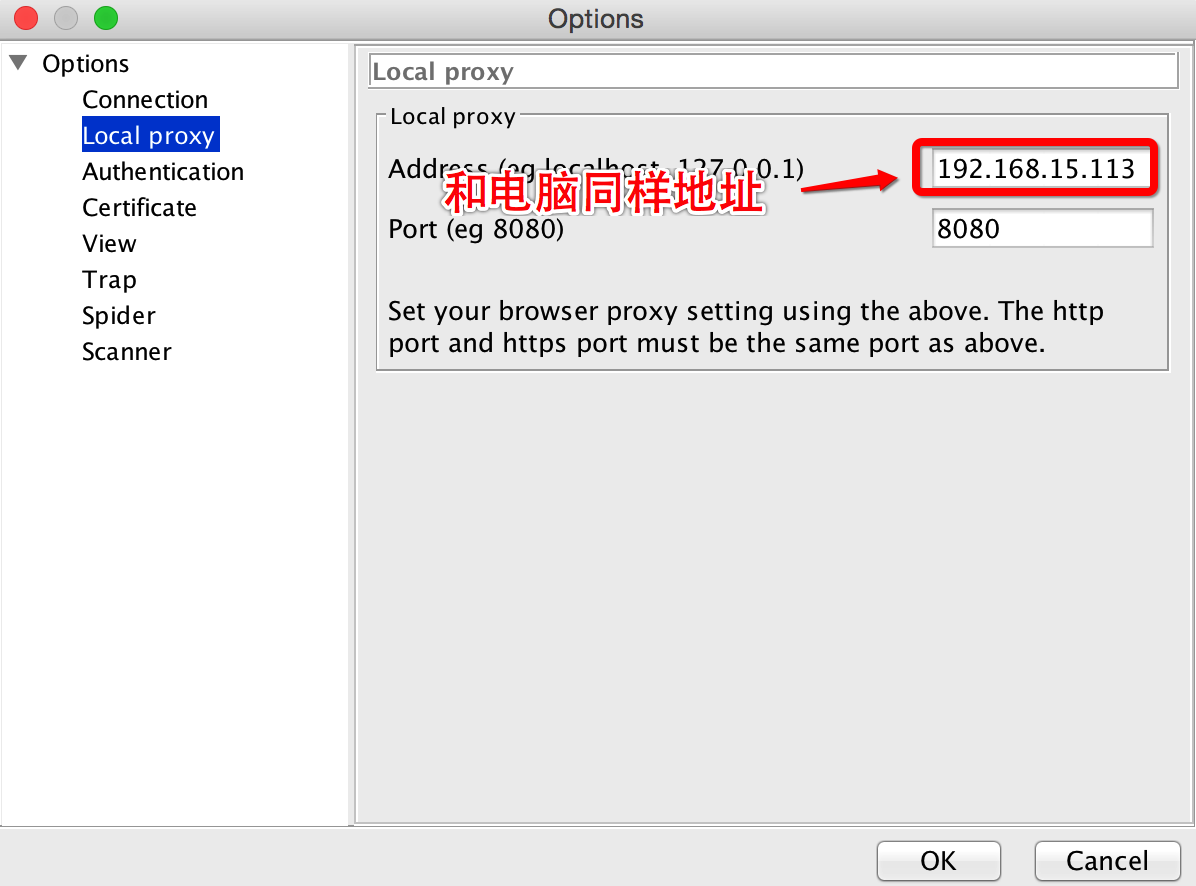 Options
Options
Connection
Local proxy
Authentication
Certificate
View
Trap
Spider
Scanner
Local proxy
Local proxy
Address (eg localhost, 127.0.0.1)
192.168.15.113
和电脑同样地址
Port (eg 8080)
8080
Set your browser proxy setting using the above. The http
port and https port must be the same port as above.
OK
Cancel